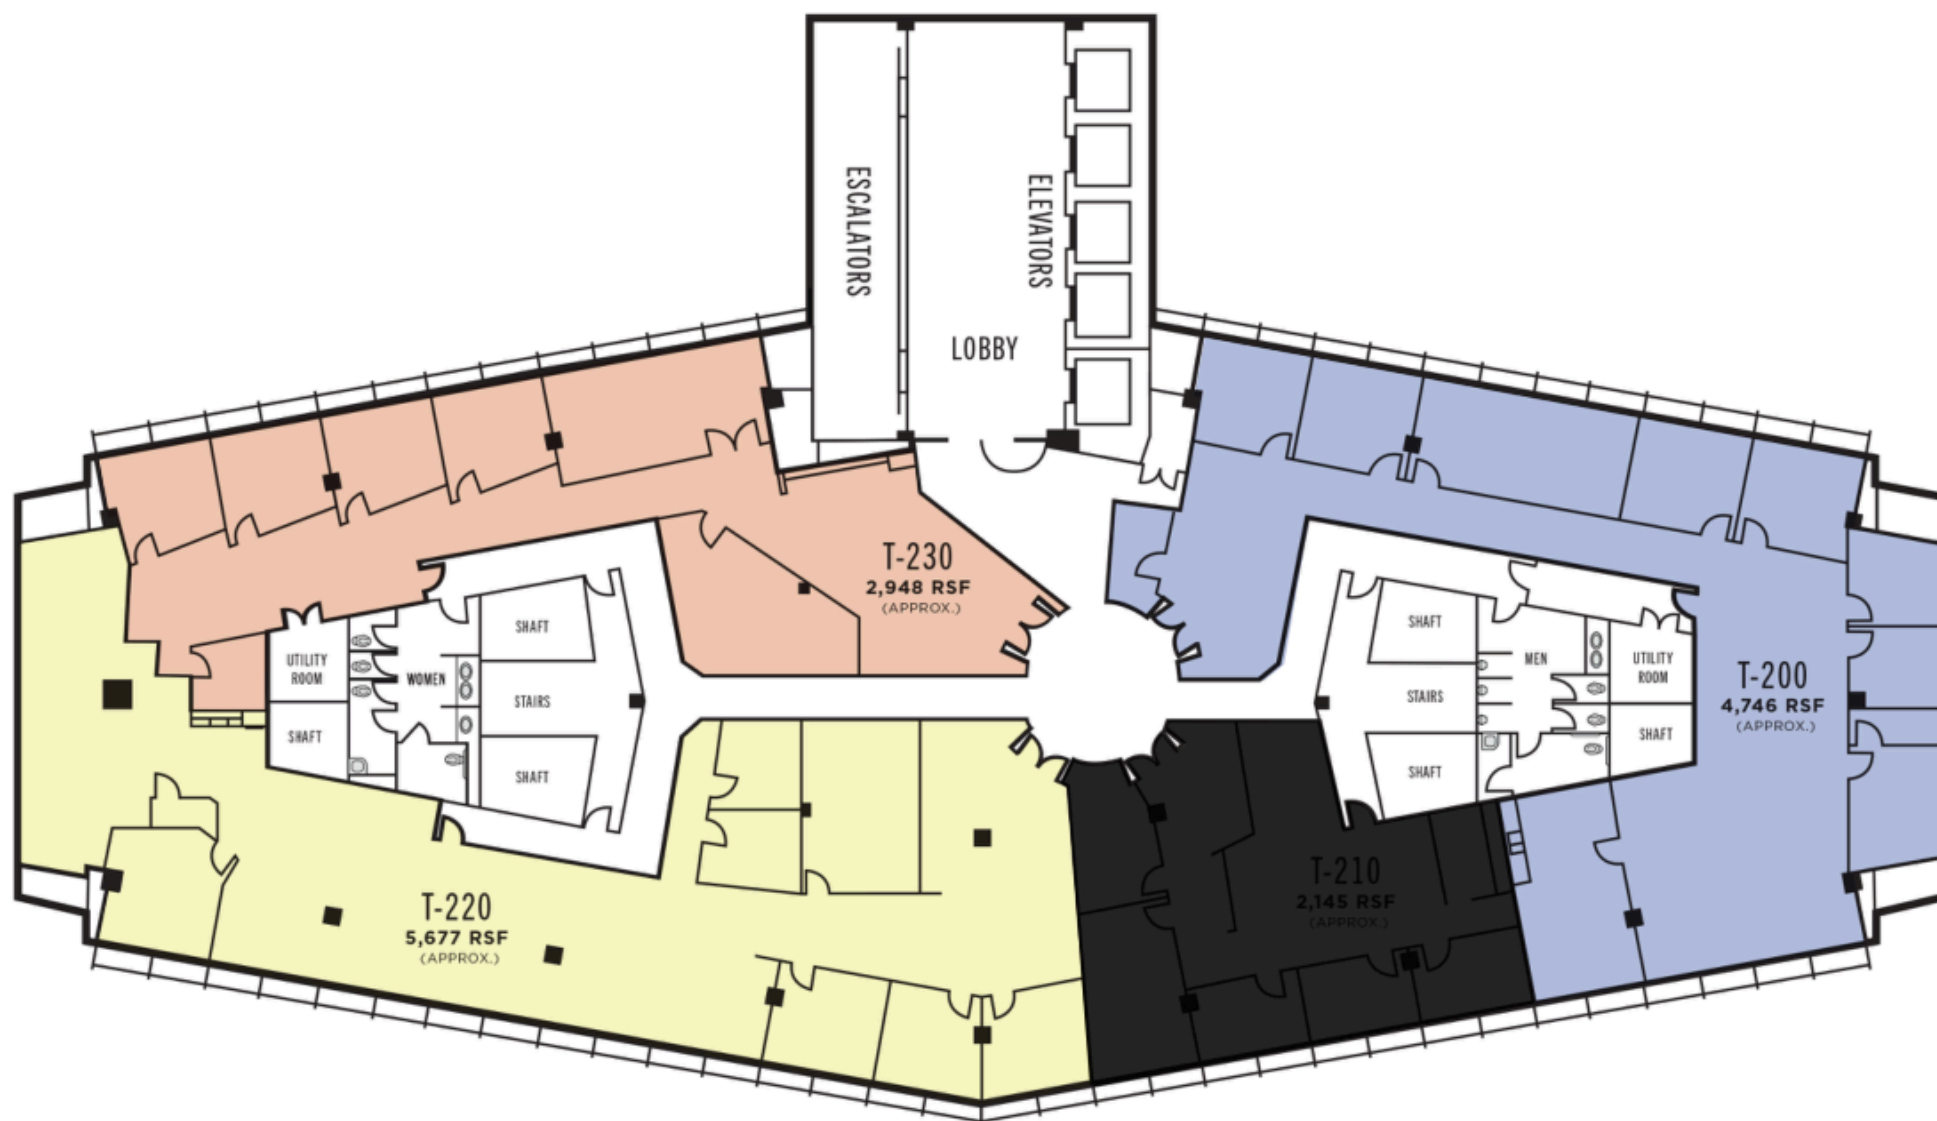 ESCALATORS
ELEVATORS
LOBBY
T-230
2,948 RSF
(APPROX.)
SHAFT
UTILITY
ROOM
WOMEN
STAIRS
SHAFT
SHAFT
SHAFT
MEN
UTILITY
ROOM
STAIRS
SHAFT
SHAFT
T-200
4,746 RSF
(APPROX.)
T-220
5,677 RSF
(APPROX.)
T-210
2,145 RSF
(APPROX.)